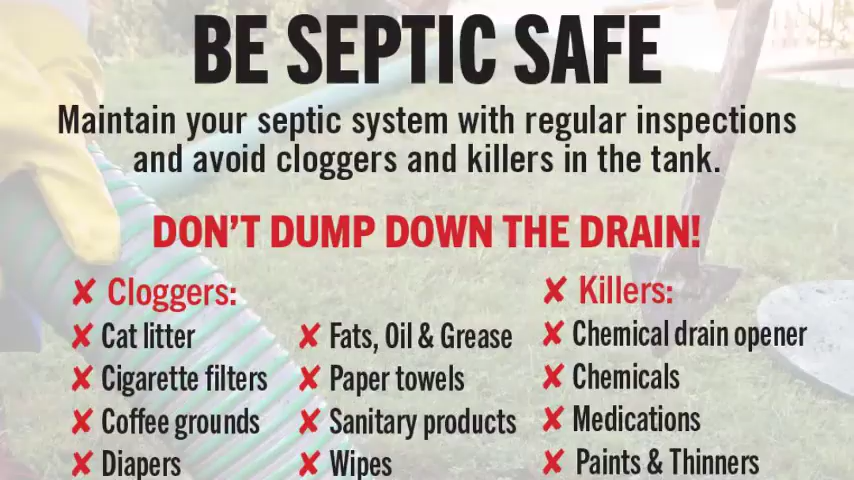 BE SEPTIC SAFE
Maintain your septic system with regular inspections
and avoid cloggers and killers in the tank.
DON'T DUMP DOWN THE DRAIN!
✘ Cloggers:
✘ Cat litter
✘ Cigarette filters
✘ Coffee grounds
✘ Diapers
✘ Fats, Oil & Grease
✘ Paper towels
✘ Sanitary products
✘ Wipes
✘ Killers:
✘ Chemical drain opener
✘ Chemicals
✘ Medications
✘ Paints & Thinners